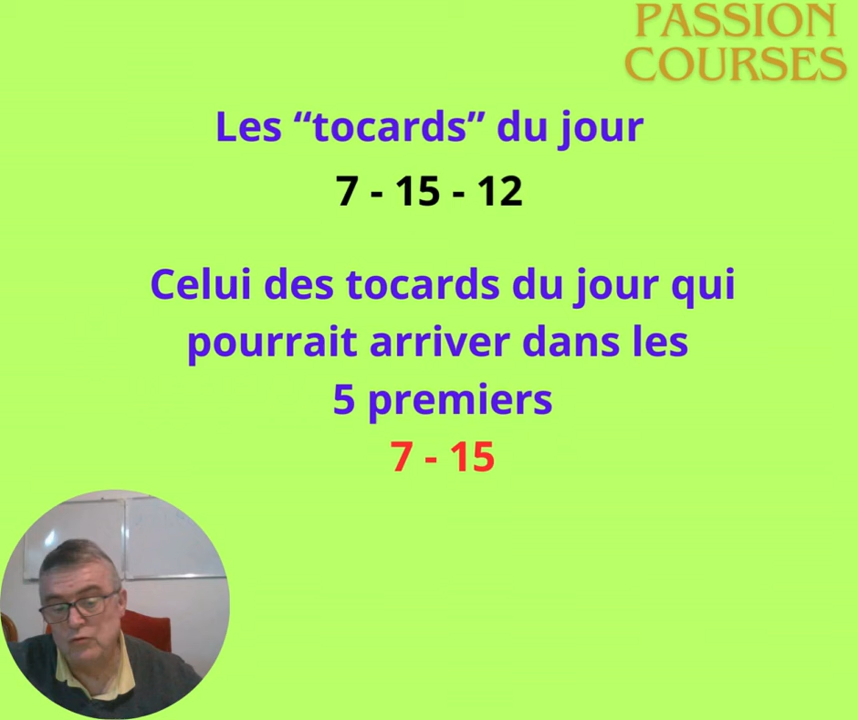 PASSION
COURSES
Les “tocards” du jour
7 - 15 - 12
Celui des tocards du jour qui
pourrait arriver dans les
5 premiers
7 - 15